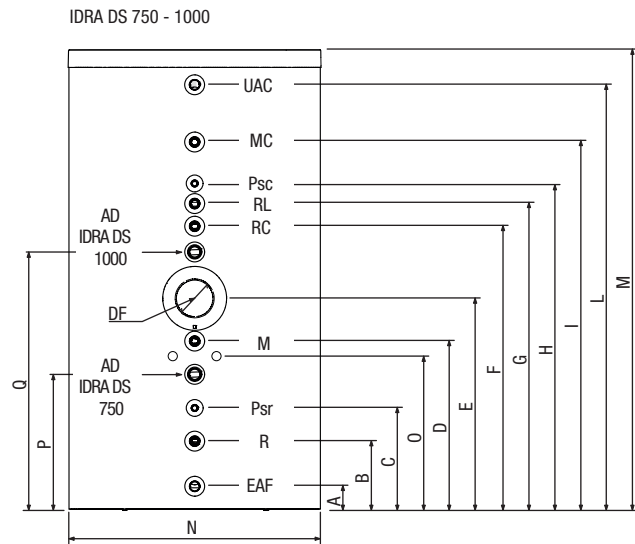 IDRA DS 750 - 1000
UAC
MC
Psc
RL
RC
AD
IDRA DS
1000
DF
M
AD
IDRA DS
750
Psr
R
EAF
Q
P
A
B
C
O
D
E
F
G
H
I
L
M
N